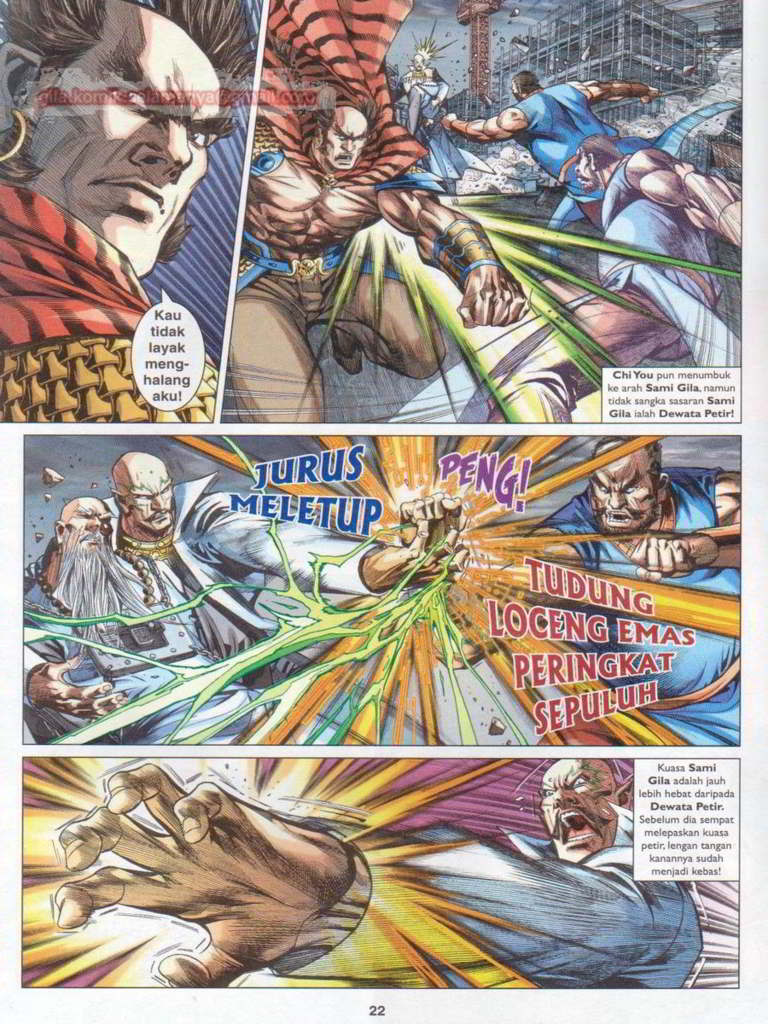 Kau
tidak
layak
meng-
halang
aku!
Chi You pun menumbuk
ke arah Sami Gila, namun
tidak sangka sasaran Sami
Gila ialah Dewata Petir!
JURUS
MELETUP
PENG!
TUDUNG
LOCENG EMAS
PERINGKAT
SEPULUH
Kuasa Sami
Gila adalah jauh
lebih hebat daripada
Dewata Petir.
Sebelum dia sempat
melepaskan kuasa
petir, lengan tangan
kanannya sudah
menjadi kebas!
22